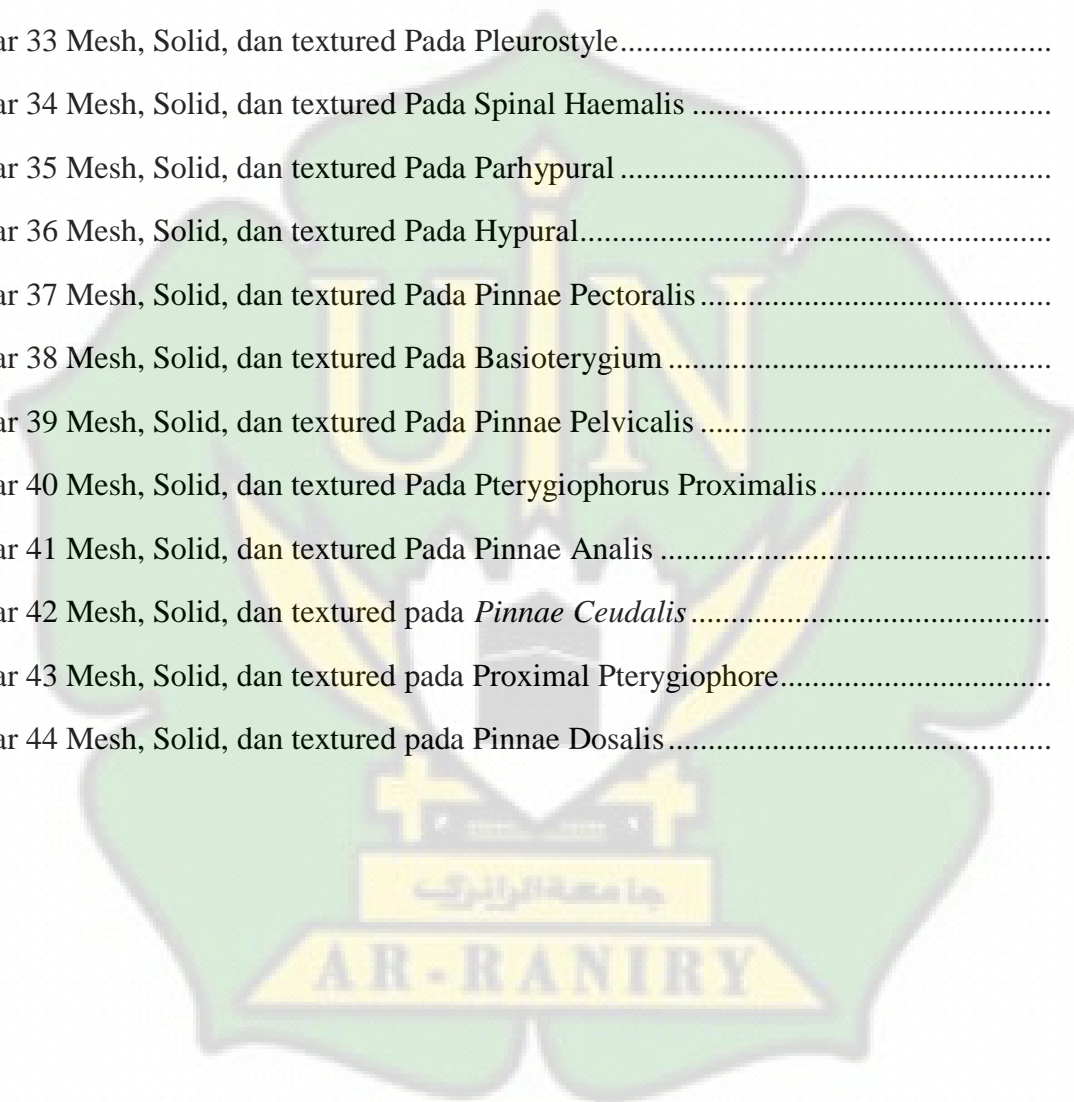 ar 33 Mesh, Solid, dan textured Pada Pleurostyle......................................................
ar 34 Mesh, Solid, dan textured Pada Spinal Haemalis .............................................
ar 35 Mesh, Solid, dan textured Pada Parhypural ......................................................
ar 36 Mesh, Solid, dan textured Pada Hypural...........................................................
ar 37 Mesh, Solid, dan textured Pada Pinnae Pectoralis ............................................
ar 38 Mesh, Solid, dan textured Pada Basioterygium ................................................
ar 39 Mesh, Solid, dan textured Pada Pinnae Pelvicalis ............................................
ar 40 Mesh, Solid, dan textured Pada Pterygiophorus Proximalis.............................
ar 41 Mesh, Solid, dan textured Pada Pinnae Analis .................................................
ar 42 Mesh, Solid, dan textured pada Pinnae Ceudalis.............................................
ar 43 Mesh, Solid, dan textured pada Proximal Pterygiophore..................................
ar 44 Mesh, Solid, dan textured pada Pinnae Dosalis ................................................
UIN
جامعة الرانري
AR-RANIRY